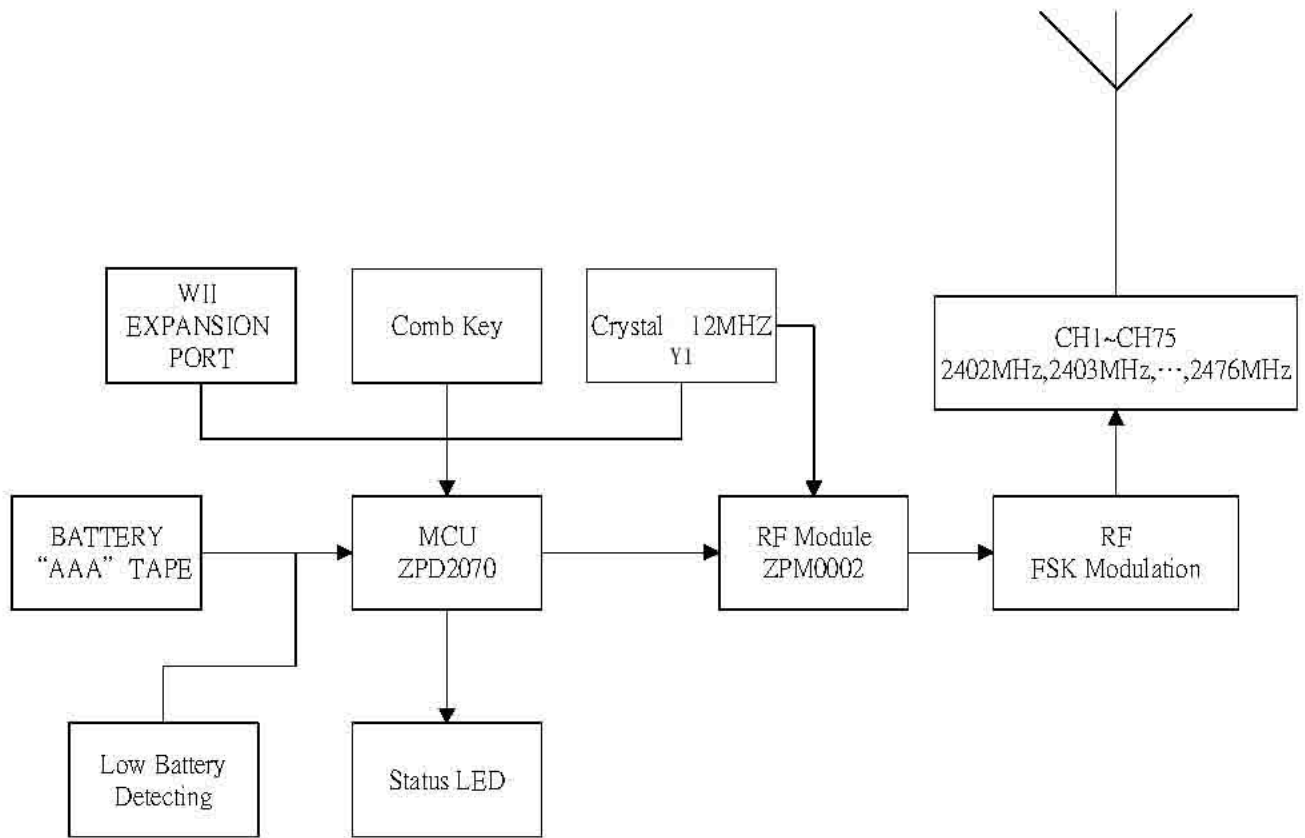 WII
EXPANSION
PORT
Comb Key
Crystal 12MHZ
Y1
CH1~CH75
2402MHz,2403MHz,⋯,2476MHz
BATTERY
“AAA” TAPE
MCU
ZPD2070
RF Module
ZPM0002
RF
FSK Modulation
Low Battery
Detecting
Status LED